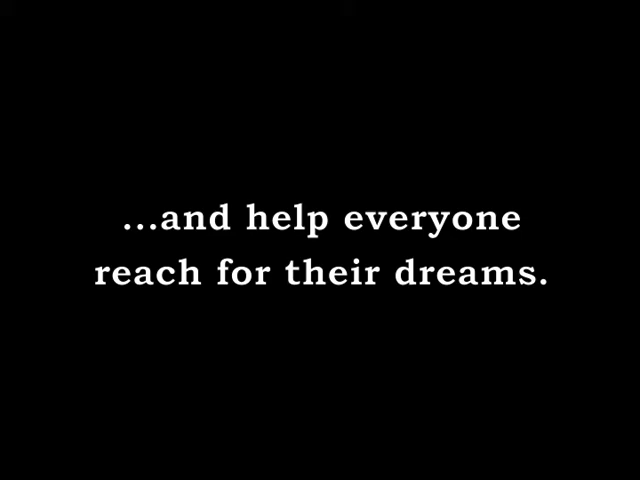 ...and help everyone
reach for their dreams.